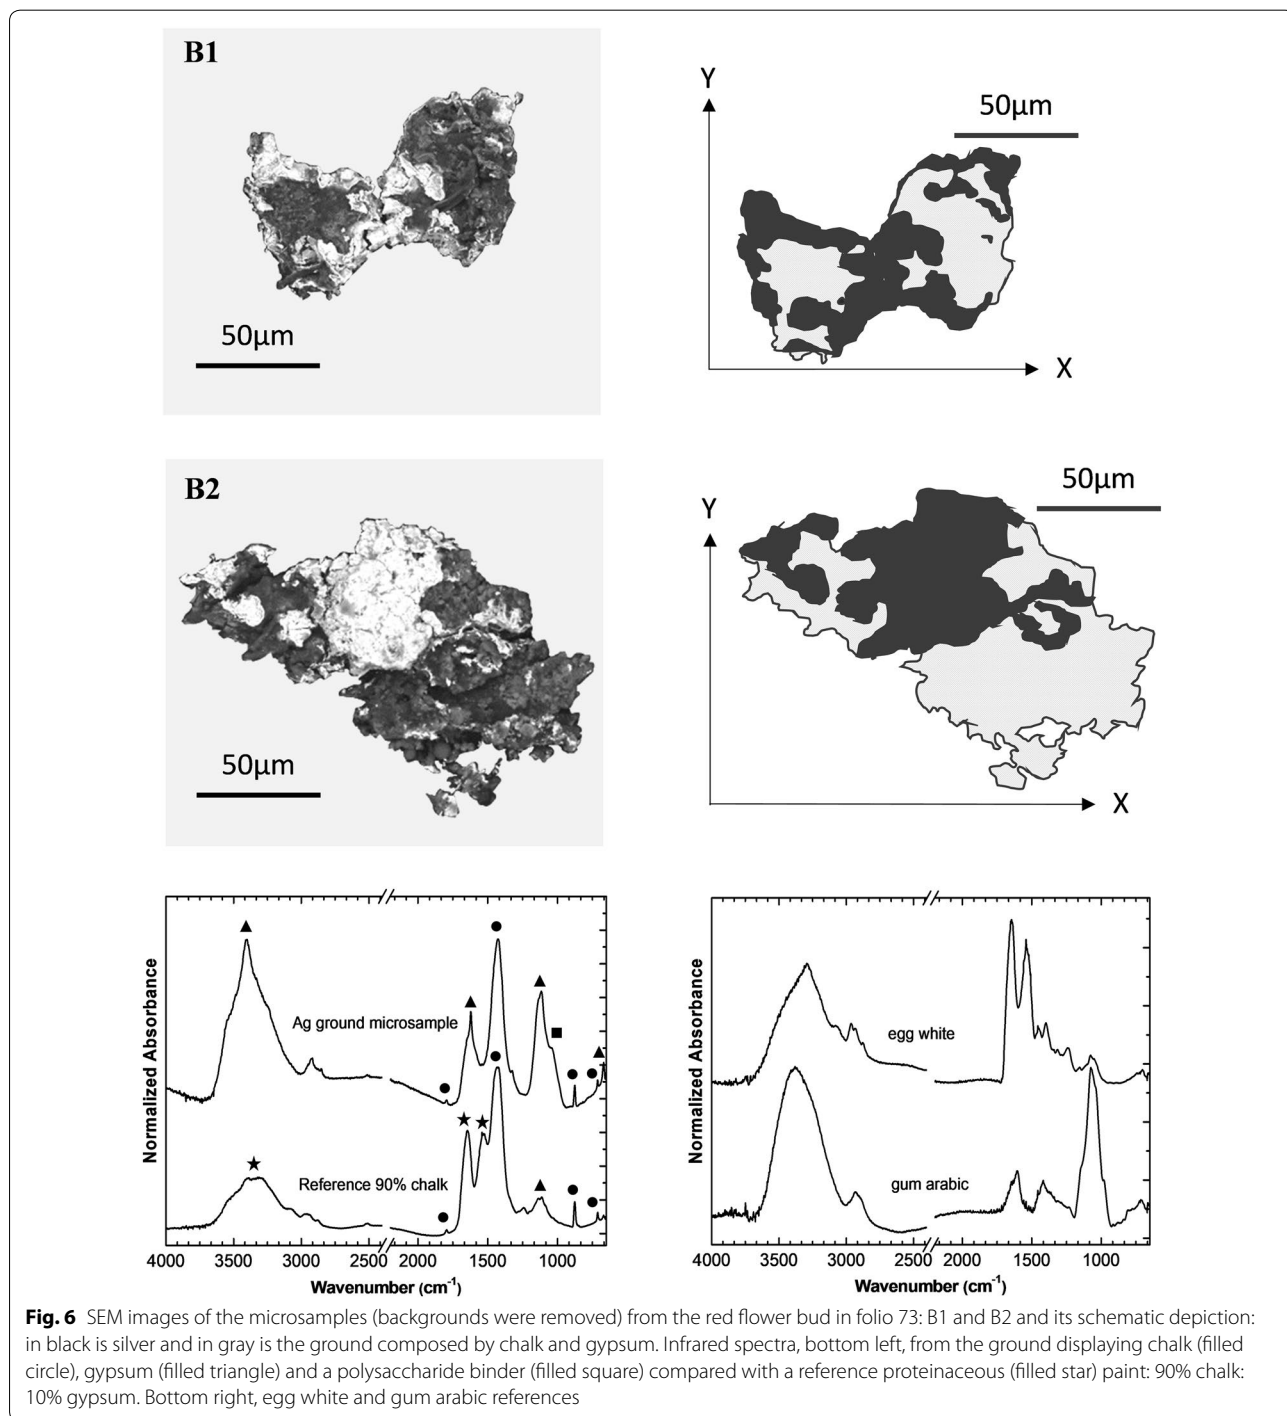 B1
50µm
Y
50µm
X
B2
50µm
Y
50µm
X
Normalized Absorbance
Ag ground microsample
Reference 90% chalk
4000 3500 3000 2500 2000 1500 1000
Wavenumber (cm⁻¹)
Normalized Absorbance
egg white
gum arabic
4000 3500 3000 2500 2000 1500 1000
Wavenumber (cm⁻¹)
Fig. 6 SEM images of the microsamples (backgrounds were removed) from the red flower bud in folio 73: B1 and B2 and its schematic depiction:
in black is silver and in gray is the ground composed by chalk and gypsum. Infrared spectra, bottom left, from the ground displaying chalk (filled
circle), gypsum (filled triangle) and a polysaccharide binder (filled square) compared with a reference proteinaceous (filled star) paint: 90% chalk:
10% gypsum. Bottom right, egg white and gum arabic references